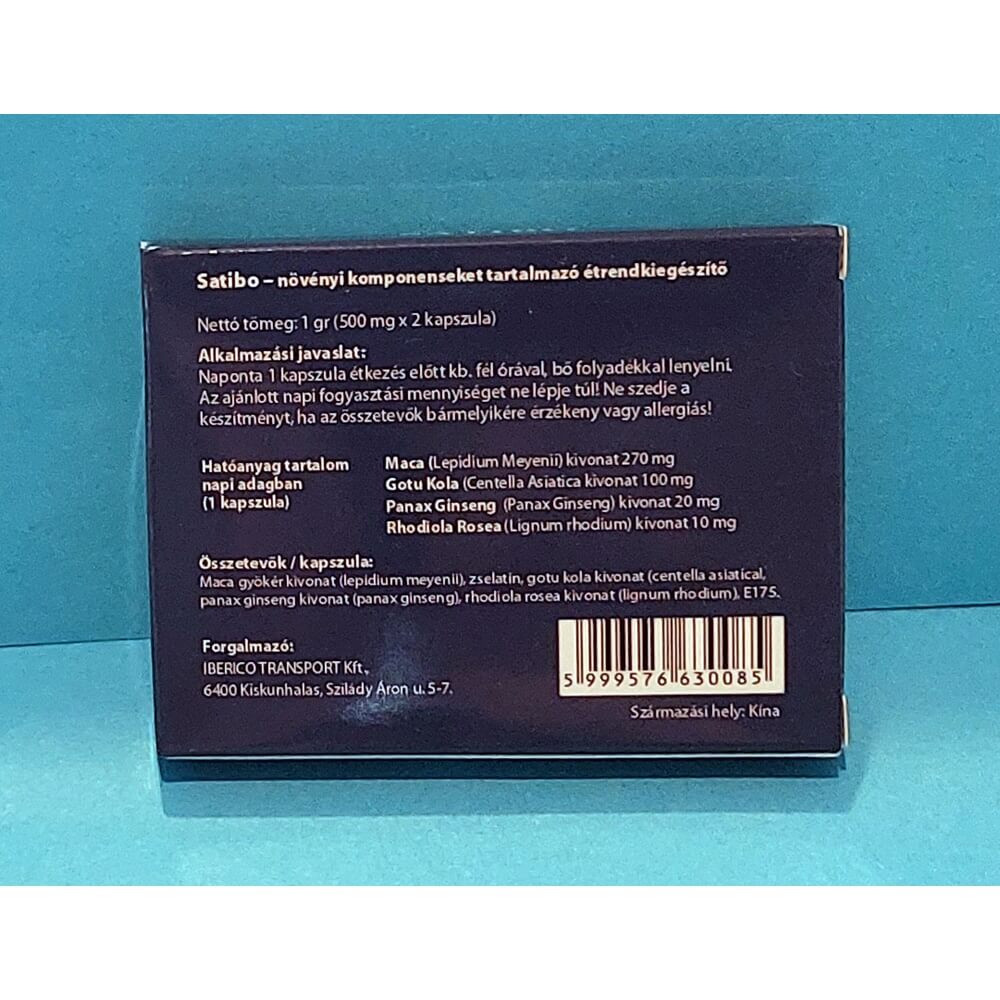 Satibo – növényi komponenseket tartalmazó étrendkiegészítő
Nettó tömeg: 1 gr (500 mg x 2 kapszula)
Alkalmazási javaslat:
Naponta 1 kapszula étkezés előtt kb. fél órával, bő folyadékkal lenyelni.
Az ajánlott napi fogyasztási mennyiséget ne lépje túl! Ne szedje a
készítményt, ha az összetevők bármelyikére érzékeny vagy allergiás!
Hatóanyag tartalom
napi adagban
(1 kapszula)
Maca (Lepidium Meyenii) kivonat 270 mg
Gotu Kola (Centella Asiatica kivonat 100 mg
Panax Ginseng (Panax Ginseng) kivonat 20 mg
Rhodiola Rosea (Lignum rhodium) kivonat 10 mg
Összetevők / kapszula:
Maca gyökér kivonat (lepidium meyenii), zselatin, gotu kola kivonat (centella asiatical,
panax ginseng kivonat (panax ginseng), rhodiola rosea kivonat (lignum rhodium), E175.
Forgalmazó:
IBERICO TRANSPORT Kft.,
6400 Kiskunhalas, Szilády Áron u. 5-7.
5 999576 630085
Származási hely: Kína